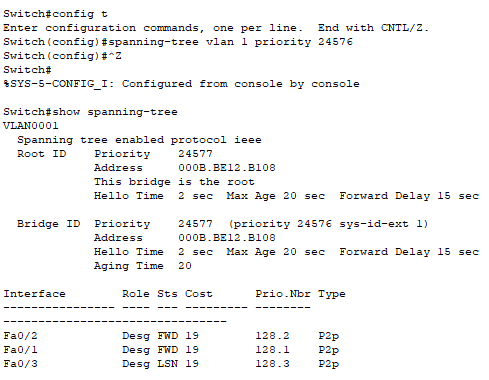 Switch#config t
Enter configuration commands, one per line.  End with CNTL/Z.
Switch(config)#spanning-tree vlan 1 priority 24576
Switch(config)#^Z
Switch#
%SYS-5-CONFIG_I: Configured from console by console

Switch#show spanning-tree
VLAN0001
  Spanning tree enabled protocol ieee
  Root ID    Priority    24577
             Address     000B.BE12.B108
             This bridge is the root
             Hello Time  2 sec  Max Age 20 sec  Forward Delay 15 sec

  Bridge ID  Priority    24577  (priority 24576 sys-id-ext 1)
             Address     000B.BE12.B108
             Hello Time  2 sec  Max Age 20 sec  Forward Delay 15 sec
             Aging Time  20

Interface        Role Sts Cost      Prio.Nbr Type
---------------- ---- --- --------- -------- --------------------------------
Fa0/2            Desg FWD 19        128.2    P2p
Fa0/1            Desg FWD 19        128.1    P2p
Fa0/3            Desg LSN 19        128.3    P2p